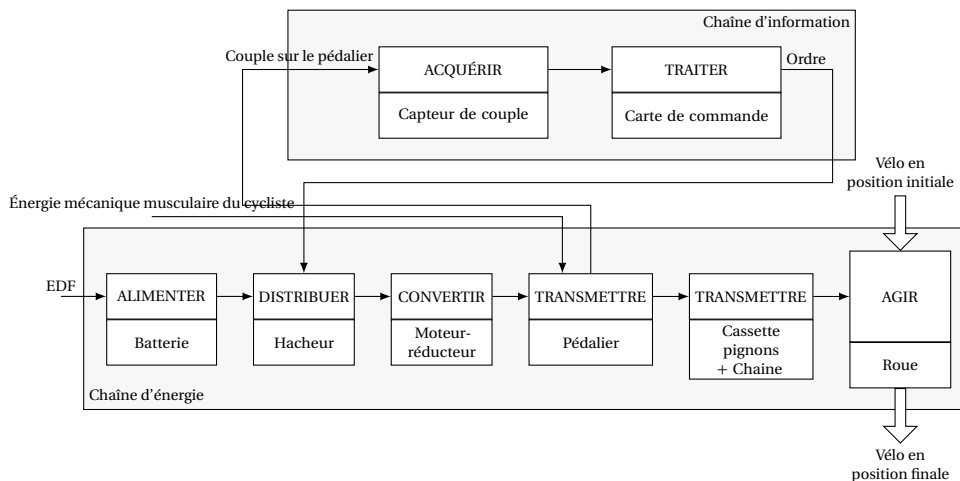 Chaîne d'information
Couple sur le pédalier
ACQUÉRIR
Capteur de couple
TRAITER
Carte de commande
Ordre
Vélo en
position initiale
Énergie mécanique musculaire du cycliste
EDF
ALIMENTER
Batterie
DISTRIBUER
Hacheur
CONVERTIR
Moteur-
réducteur
TRANSMETTRE
Pédalier
TRANSMETTRE
Cassette
pignons
+ Chaine
AGIR
Roue
Chaîne d'énergie
Vélo en
position finale